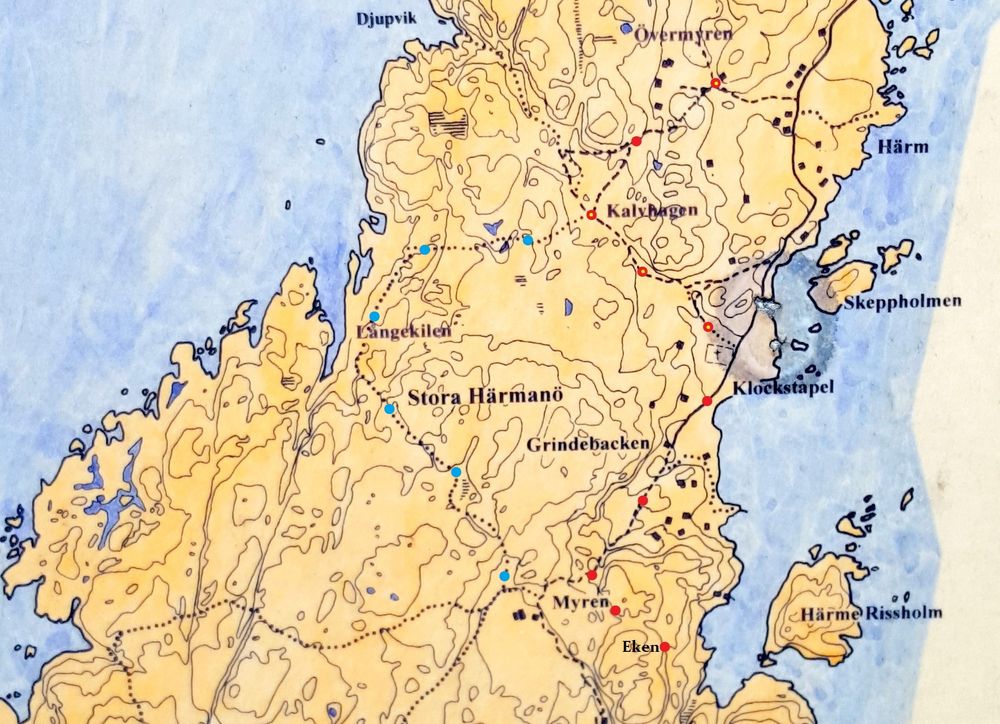 Djupvik
Övermyren
Härm
Kalvhagen
Skeppholmen
Långekilen
Klockstapel
Stora Härmanö
Grindebacken
Myren
Härme Rissholm
Eken